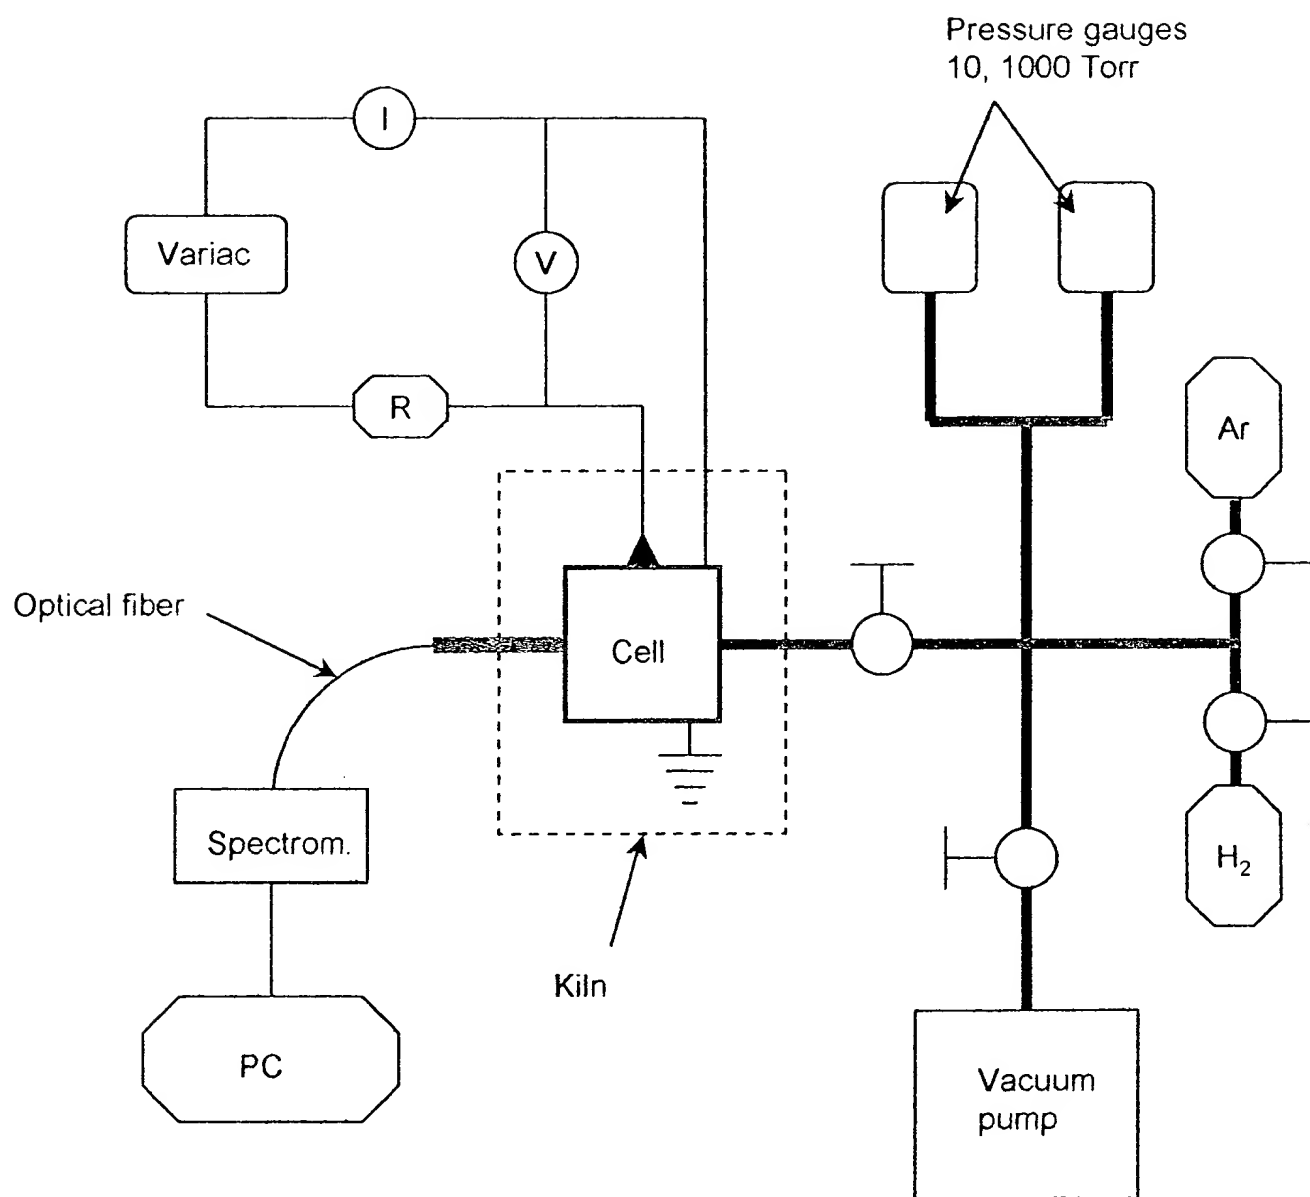 Pressure gauges
10, 1000 Torr
I
Variac
V
R
Ar
Optical fiber
Cell
Spectrom.
H₂
Kiln
PC
Vacuum
pump